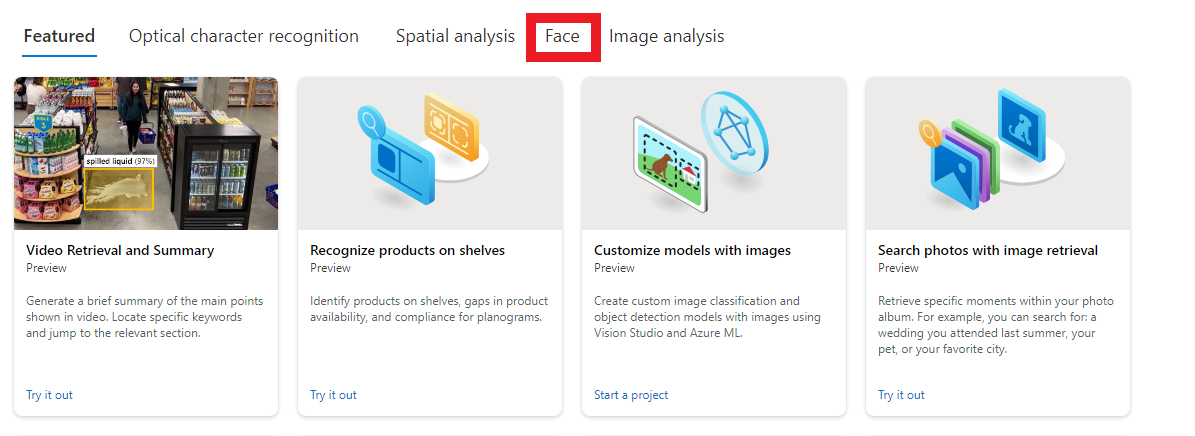 Featured
Optical character recognition
Spatial analysis
Face
Image analysis
AISLE
3
spilled liquid (97%)
Video Retrieval and Summary
Preview
Generate a brief summary of the main points
shown in video. Locate specific keywords
and jump to the relevant section.
Try it out
Recognize products on shelves
Preview
Identify products on shelves, gaps in product
availability, and compliance for planograms.
Try it out
Customize models with images
Preview
Create custom image classification and
object detection models with images using
Vision Studio and Azure ML.
Start a project
Search photos with image retrieval
Preview
Retrieve specific moments within your photo
album. For example, you can search for: a
wedding you attended last summer, your
pet, or your favorite city.
Try it out